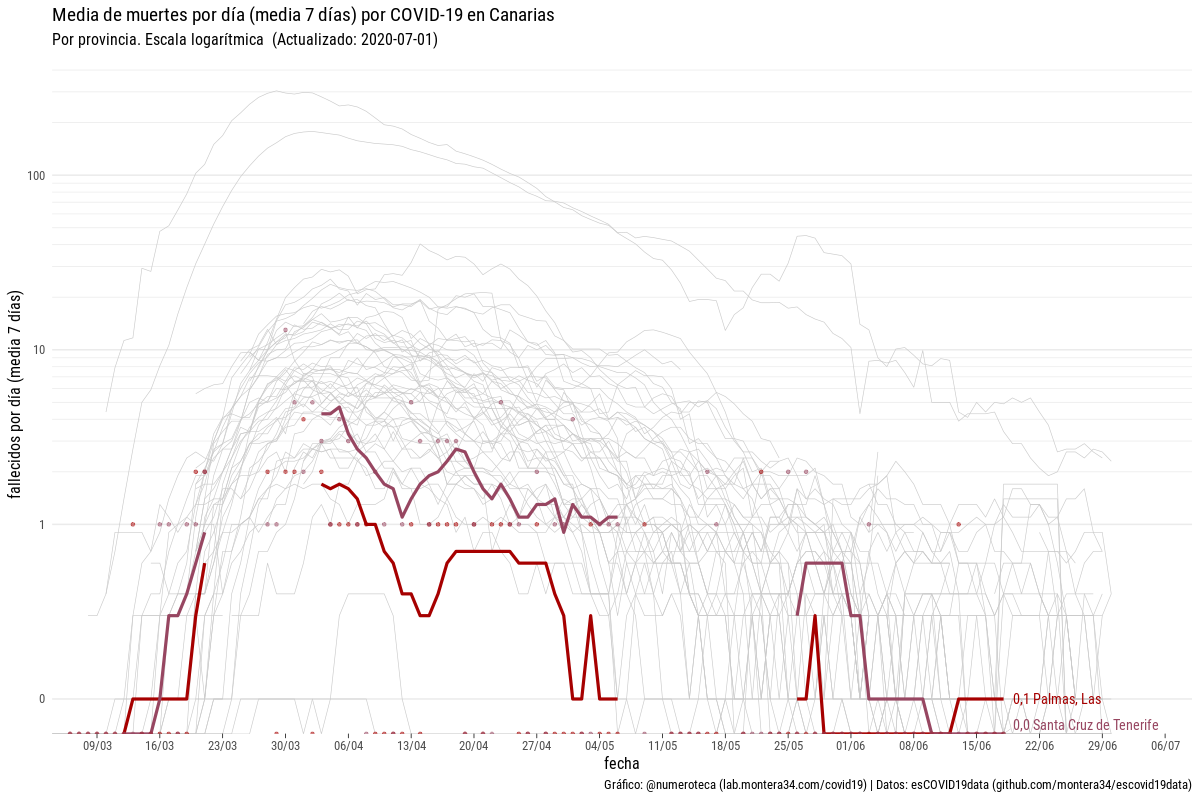 Media de muertes por día (media 7 días) por COVID-19 en Canarias
Por provincia. Escala logarítmica  (Actualizado: 2020-07-01)
fallecidos por día (media 7 días)
100
10
1
0
0,1 Palmas, Las
0,0 Santa Cruz de Tenerife
09/03 16/03 23/03 30/03 06/04 13/04 20/04 27/04 04/05 11/05 18/05 25/05 01/06 08/06 15/06 22/06 29/06 06/07
fecha
Gráfico: @numeroteca (lab.montera34.com/covid19) | Datos: esCOVID19data (github.com/montera34/escovid19data)